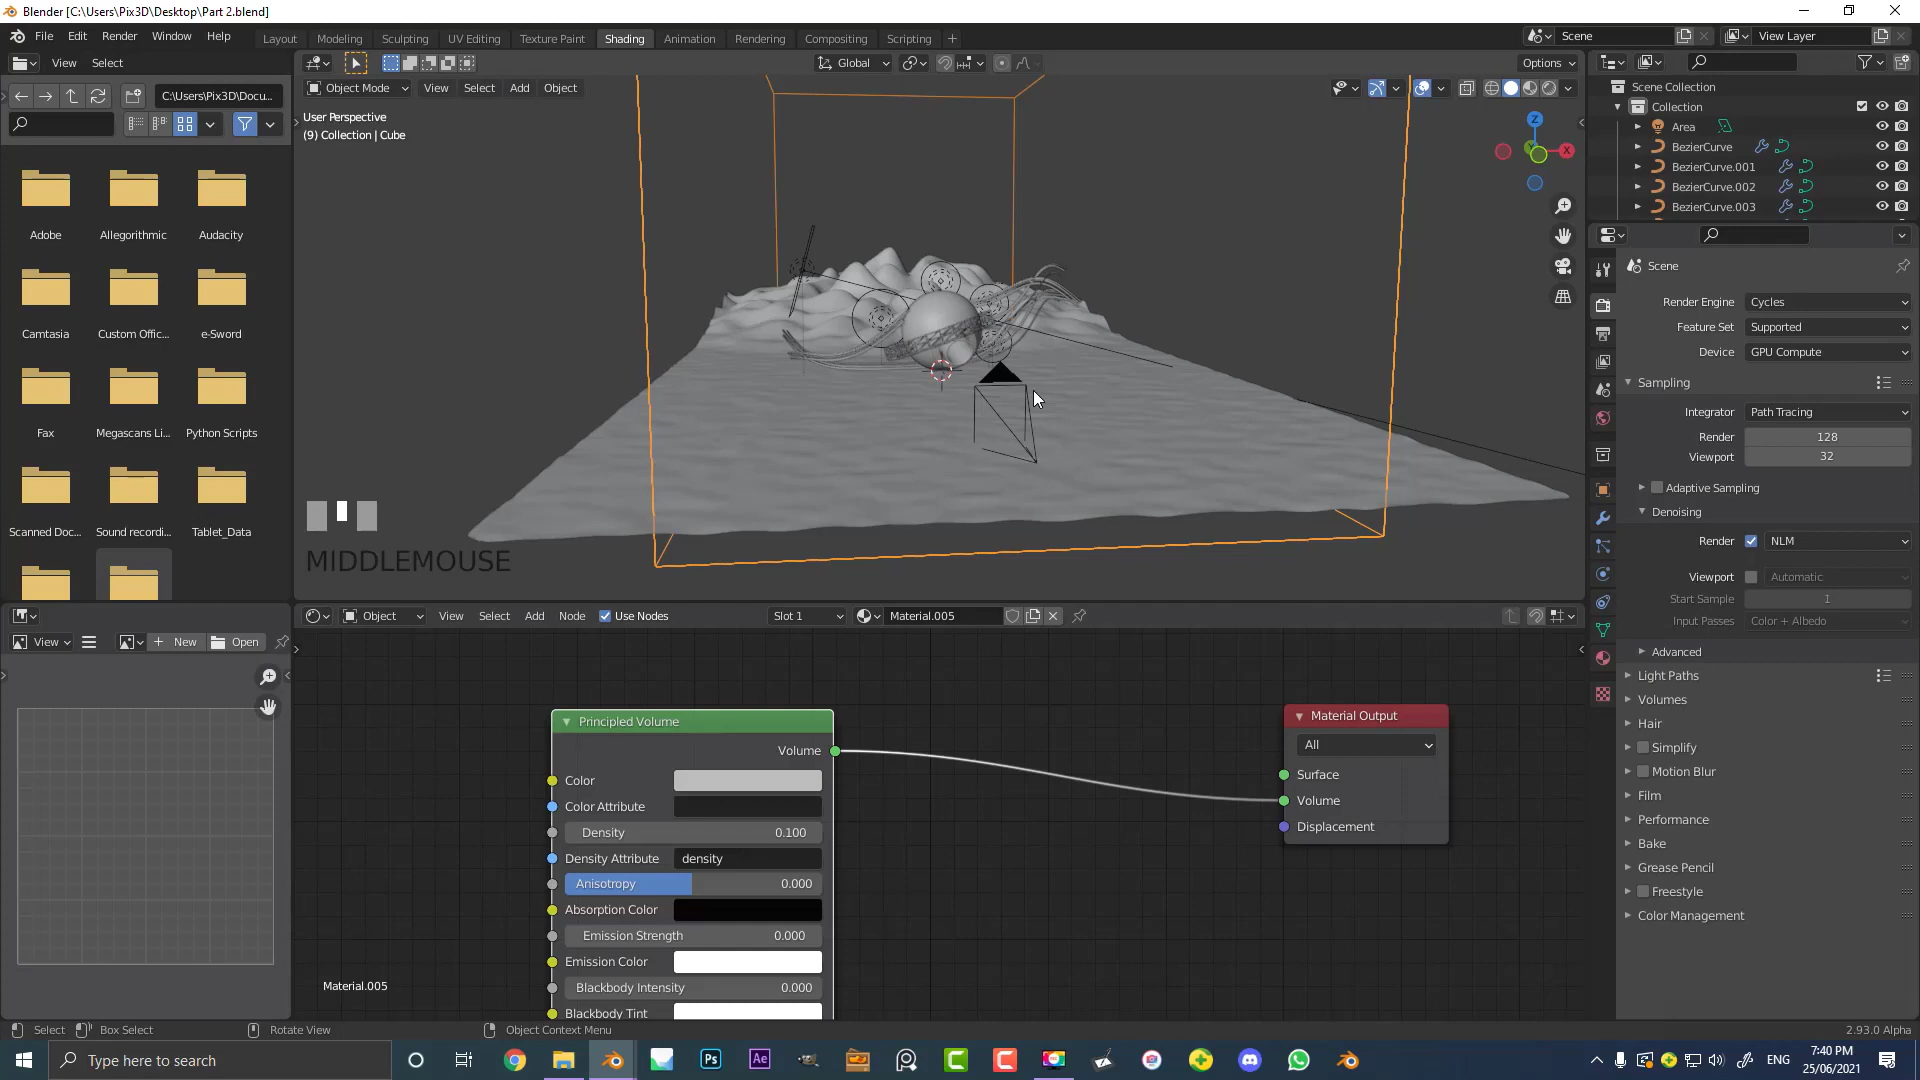 Blender [C:\Users\Pix3D\Desktop\Part 2.blend]
File Edit Render Window Help
Layout Modeling Sculpting UV Editing Texture Paint Shading Animation Rendering Compositing Scripting +
Scene
View Layer
View Select
Global
Options
C:\Users\Pix3D\Docu...
Object Mode View Select Add Object
User Perspective
(9) Collection | Cube
Z
X
Y
Scene Collection
Collection
Area
BezierCurve
BezierCurve.001
BezierCurve.002
BezierCurve.003
Adobe Allegorithmic Audacity
Camtasia Custom Offic... e-Sword
Fax Megascans Li... Python Scripts
Scanned Doc... Sound recordi... Tablet_Data
MIDDLEMOUSE
Scene
Render Engine Cycles
Feature Set Supported
Device GPU Compute
Sampling
Integrator Path Tracing
Render 128
Viewport 32
Adaptive Sampling
Denoising
Render NLM
Viewport Automatic
Start Sample 1
Input Passes Color + Albedo
Advanced
Light Paths
Volumes
Hair
Simplify
Motion Blur
Film
Performance
Bake
Grease Pencil
Freestyle
Color Management
View + New Open
Object View Select Add Node Use Nodes Slot 1 Material.005
Principled Volume
Volume
Color
Color Attribute
Density 0.100
Density Attribute density
Anisotropy 0.000
Absorption Color
Emission Strength 0.000
Emission Color
Blackbody Intensity 0.000
Blackbody Tint
Material Output
All
Surface
Volume
Displacement
Material.005
Select Box Select Rotate View Object Context Menu 2.93.0 Alpha
Type here to search
Ps Ae
ENG
7:40 PM
25/06/2021